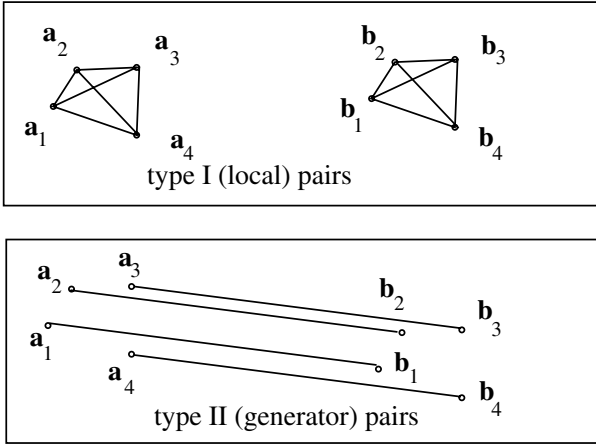 a2 a3
a1
a4
b2 b3
b1
b4
type I (local) pairs
a3
a2
a1
a4
b2
b3
b1
b4
type II (generator) pairs